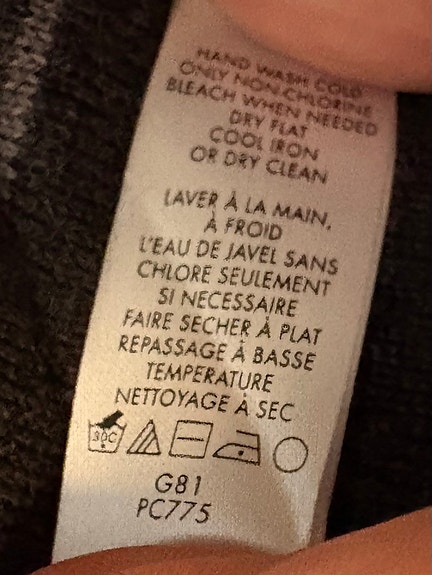 HAND WASH COLD
ONLY NON-CHLORINE
BLEACH WHEN NEEDED
DRY FLAT
COOL IRON
OR DRY CLEAN
LAVER À LA MAIN,
À FROID
L'EAU DE JAVEL SANS
CHLORE SEULEMENT
SI NECESSAIRE
FAIRE SECHER À PLAT
REPASSAGE À BASSE
TEMPERATURE
NETTOYAGE À SEC
30C
G81
PC775